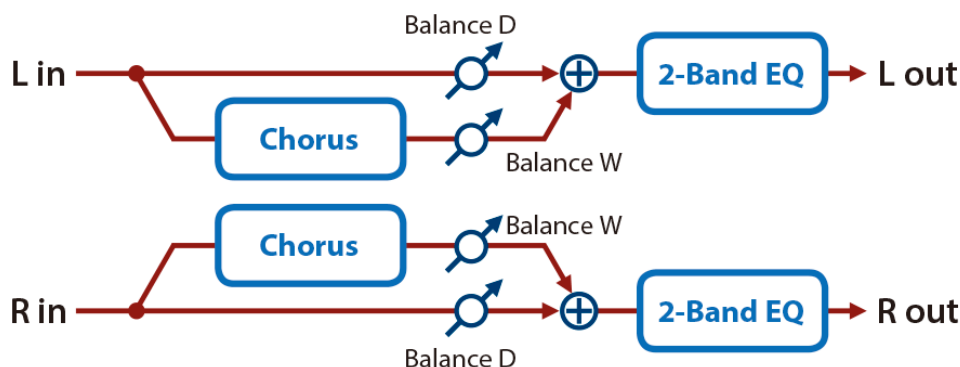 Balance D
L in
2-Band EQ
L out
Chorus
Balance W
Chorus
Balance W
R in
2-Band EQ
R out
Balance D